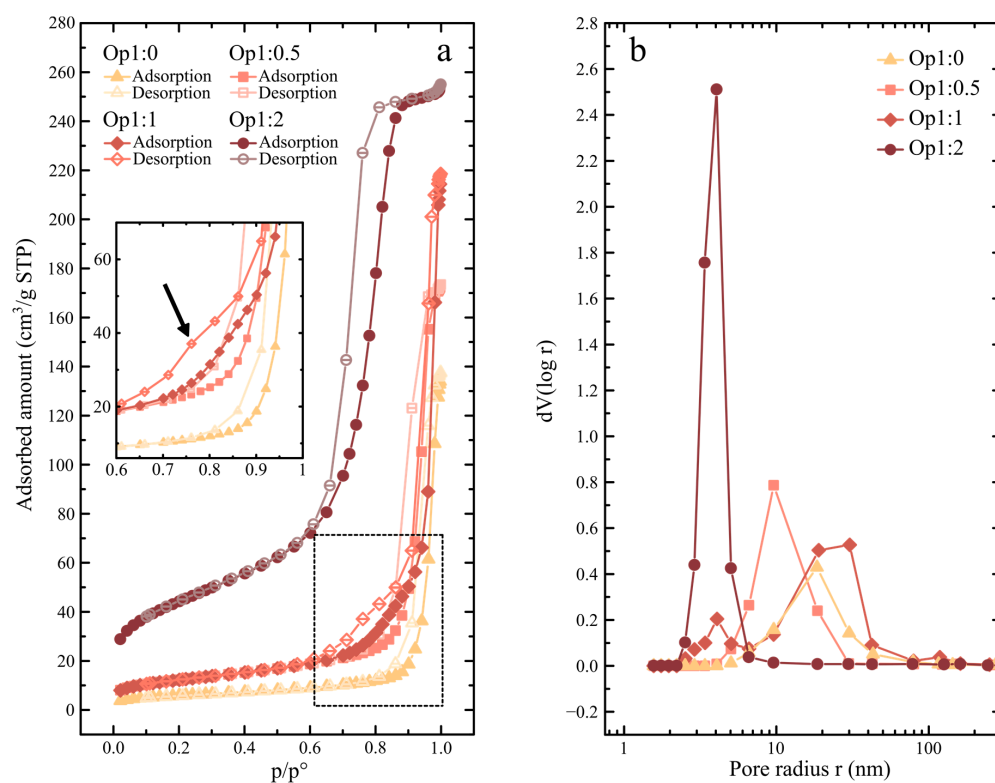 a
Op1:0 Op1:0.5
Adsorption Adsorption
Desorption Desorption
Op1:1 Op1:2
Adsorption Adsorption
Desorption Desorption
Adsorbed amount (cm³/g STP)
280
260
240
220
200
180
160
140
120
100
80
60
40
20
0
60
40
20
0.6 0.7 0.8 0.9 1
0.0 0.2 0.4 0.6 0.8 1.0
p/p°
b
Op1:0
Op1:0.5
Op1:1
Op1:2
dV(log r)
2.8
2.6
2.4
2.2
2.0
1.8
1.6
1.4
1.2
1.0
0.8
0.6
0.4
0.2
0.0
−0.2
1 10 100
Pore radius r (nm)